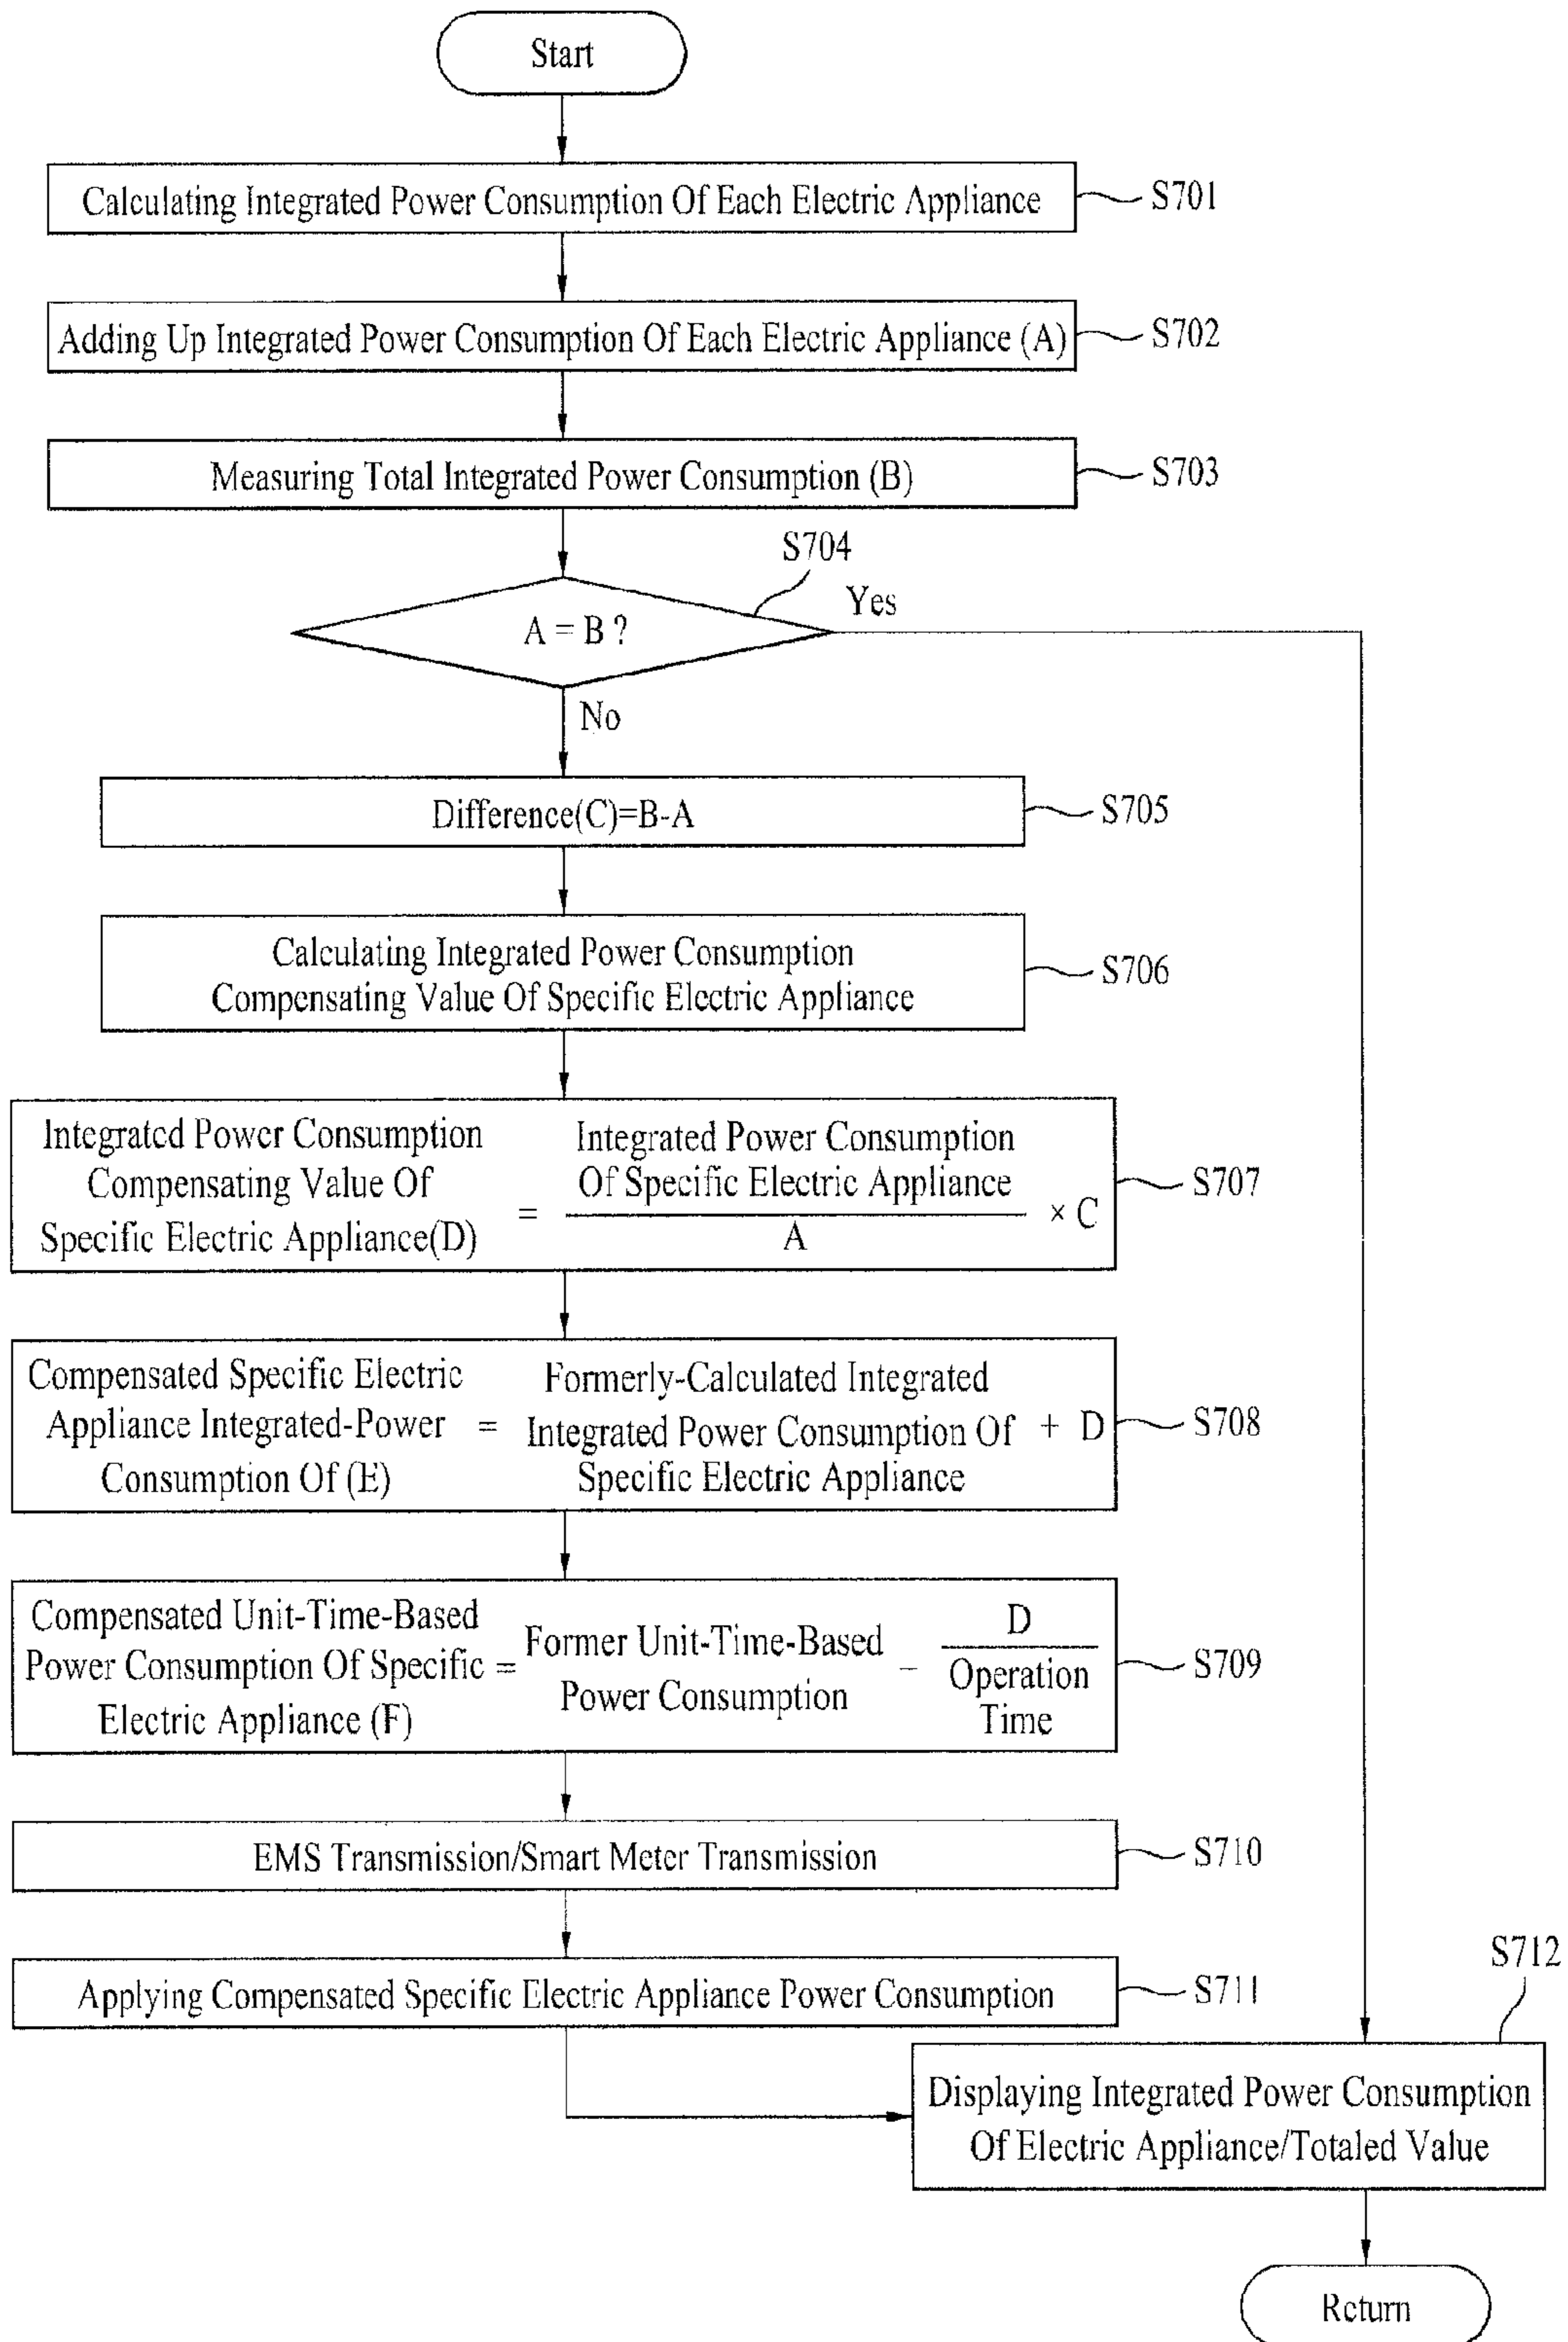 Start
Calculating Integrated Power Consumption Of Each Electric Appliance
S701
Adding Up Integrated Power Consumption Of Each Electric Appliance (A)
S702
Measuring Total Integrated Power Consumption (B)
S703
S704
A = B ?
Yes
No
Difference(C)=B-A
S705
Calculating Integrated Power Consumption
Compensating Value Of Specific Electric Appliance
S706
Integrated Power Consumption
Compensating Value Of
Specific Electric Appliance(D)
=
Integrated Power Consumption
Of Specific Electric Appliance
A
× C
S707
Compensated Specific Electric
Appliance Integrated-Power
Consumption Of (E)
=
Formerly-Calculated Integrated
Integrated Power Consumption Of
Specific Electric Appliance
+ D
S708
Compensated Unit-Time-Based
Power Consumption Of Specific
Electric Appliance (F)
=
Former Unit-Time-Based
Power Consumption
−
D
Operation
Time
S709
EMS Transmission/Smart Meter Transmission
S710
Applying Compensated Specific Electric Appliance Power Consumption
S711
S712
Displaying Integrated Power Consumption
Of Electric Appliance/Totaled Value
Return